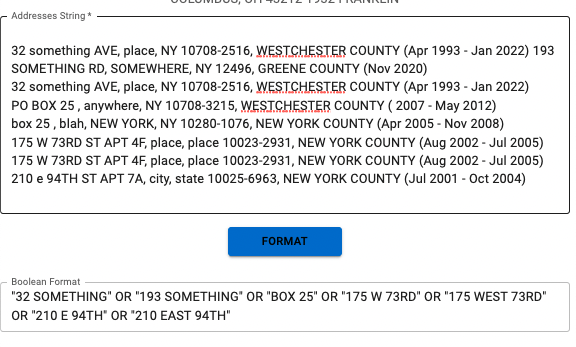 COLUMBUS, OH 43212-1932 FRANKLIN
Addresses String *
32 something AVE, place, NY 10708-2516, WESTCHESTER COUNTY (Apr 1993 - Jan 2022) 193
SOMETHING RD, SOMEWHERE, NY 12496, GREENE COUNTY (Nov 2020)
32 something AVE, place, NY 10708-2516, WESTCHESTER COUNTY (Apr 1993 - Jan 2022)
PO BOX 25 , anywhere, NY 10708-3215, WESTCHESTER COUNTY ( 2007 - May 2012)
box 25 , blah, NEW YORK, NY 10280-1076, NEW YORK COUNTY (Apr 2005 - Nov 2008)
175 W 73RD ST APT 4F, place, place 10023-2931, NEW YORK COUNTY (Aug 2002 - Jul 2005)
175 W 73RD ST APT 4F, place, place 10023-2931, NEW YORK COUNTY (Aug 2002 - Jul 2005)
210 e 94TH ST APT 7A, city, state 10025-6963, NEW YORK COUNTY (Jul 2001 - Oct 2004)
FORMAT
Boolean Format
"32 SOMETHING" OR "193 SOMETHING" OR "BOX 25" OR "175 W 73RD" OR "175 WEST 73RD"
OR "210 E 94TH" OR "210 EAST 94TH"